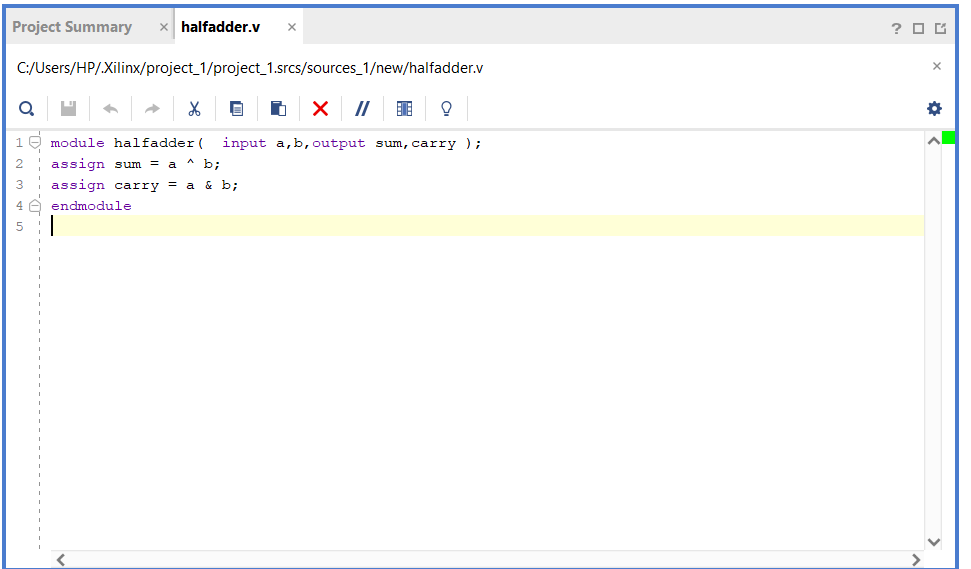 Project Summary × halfadder.v × ?
C:/Users/HP/.Xilinx/project_1/project_1.srcs/sources_1/new/halfadder.v ×
1 module halfadder(  input a,b,output sum,carry );
2 assign sum = a ^ b;
3 assign carry = a & b;
4 endmodule
5